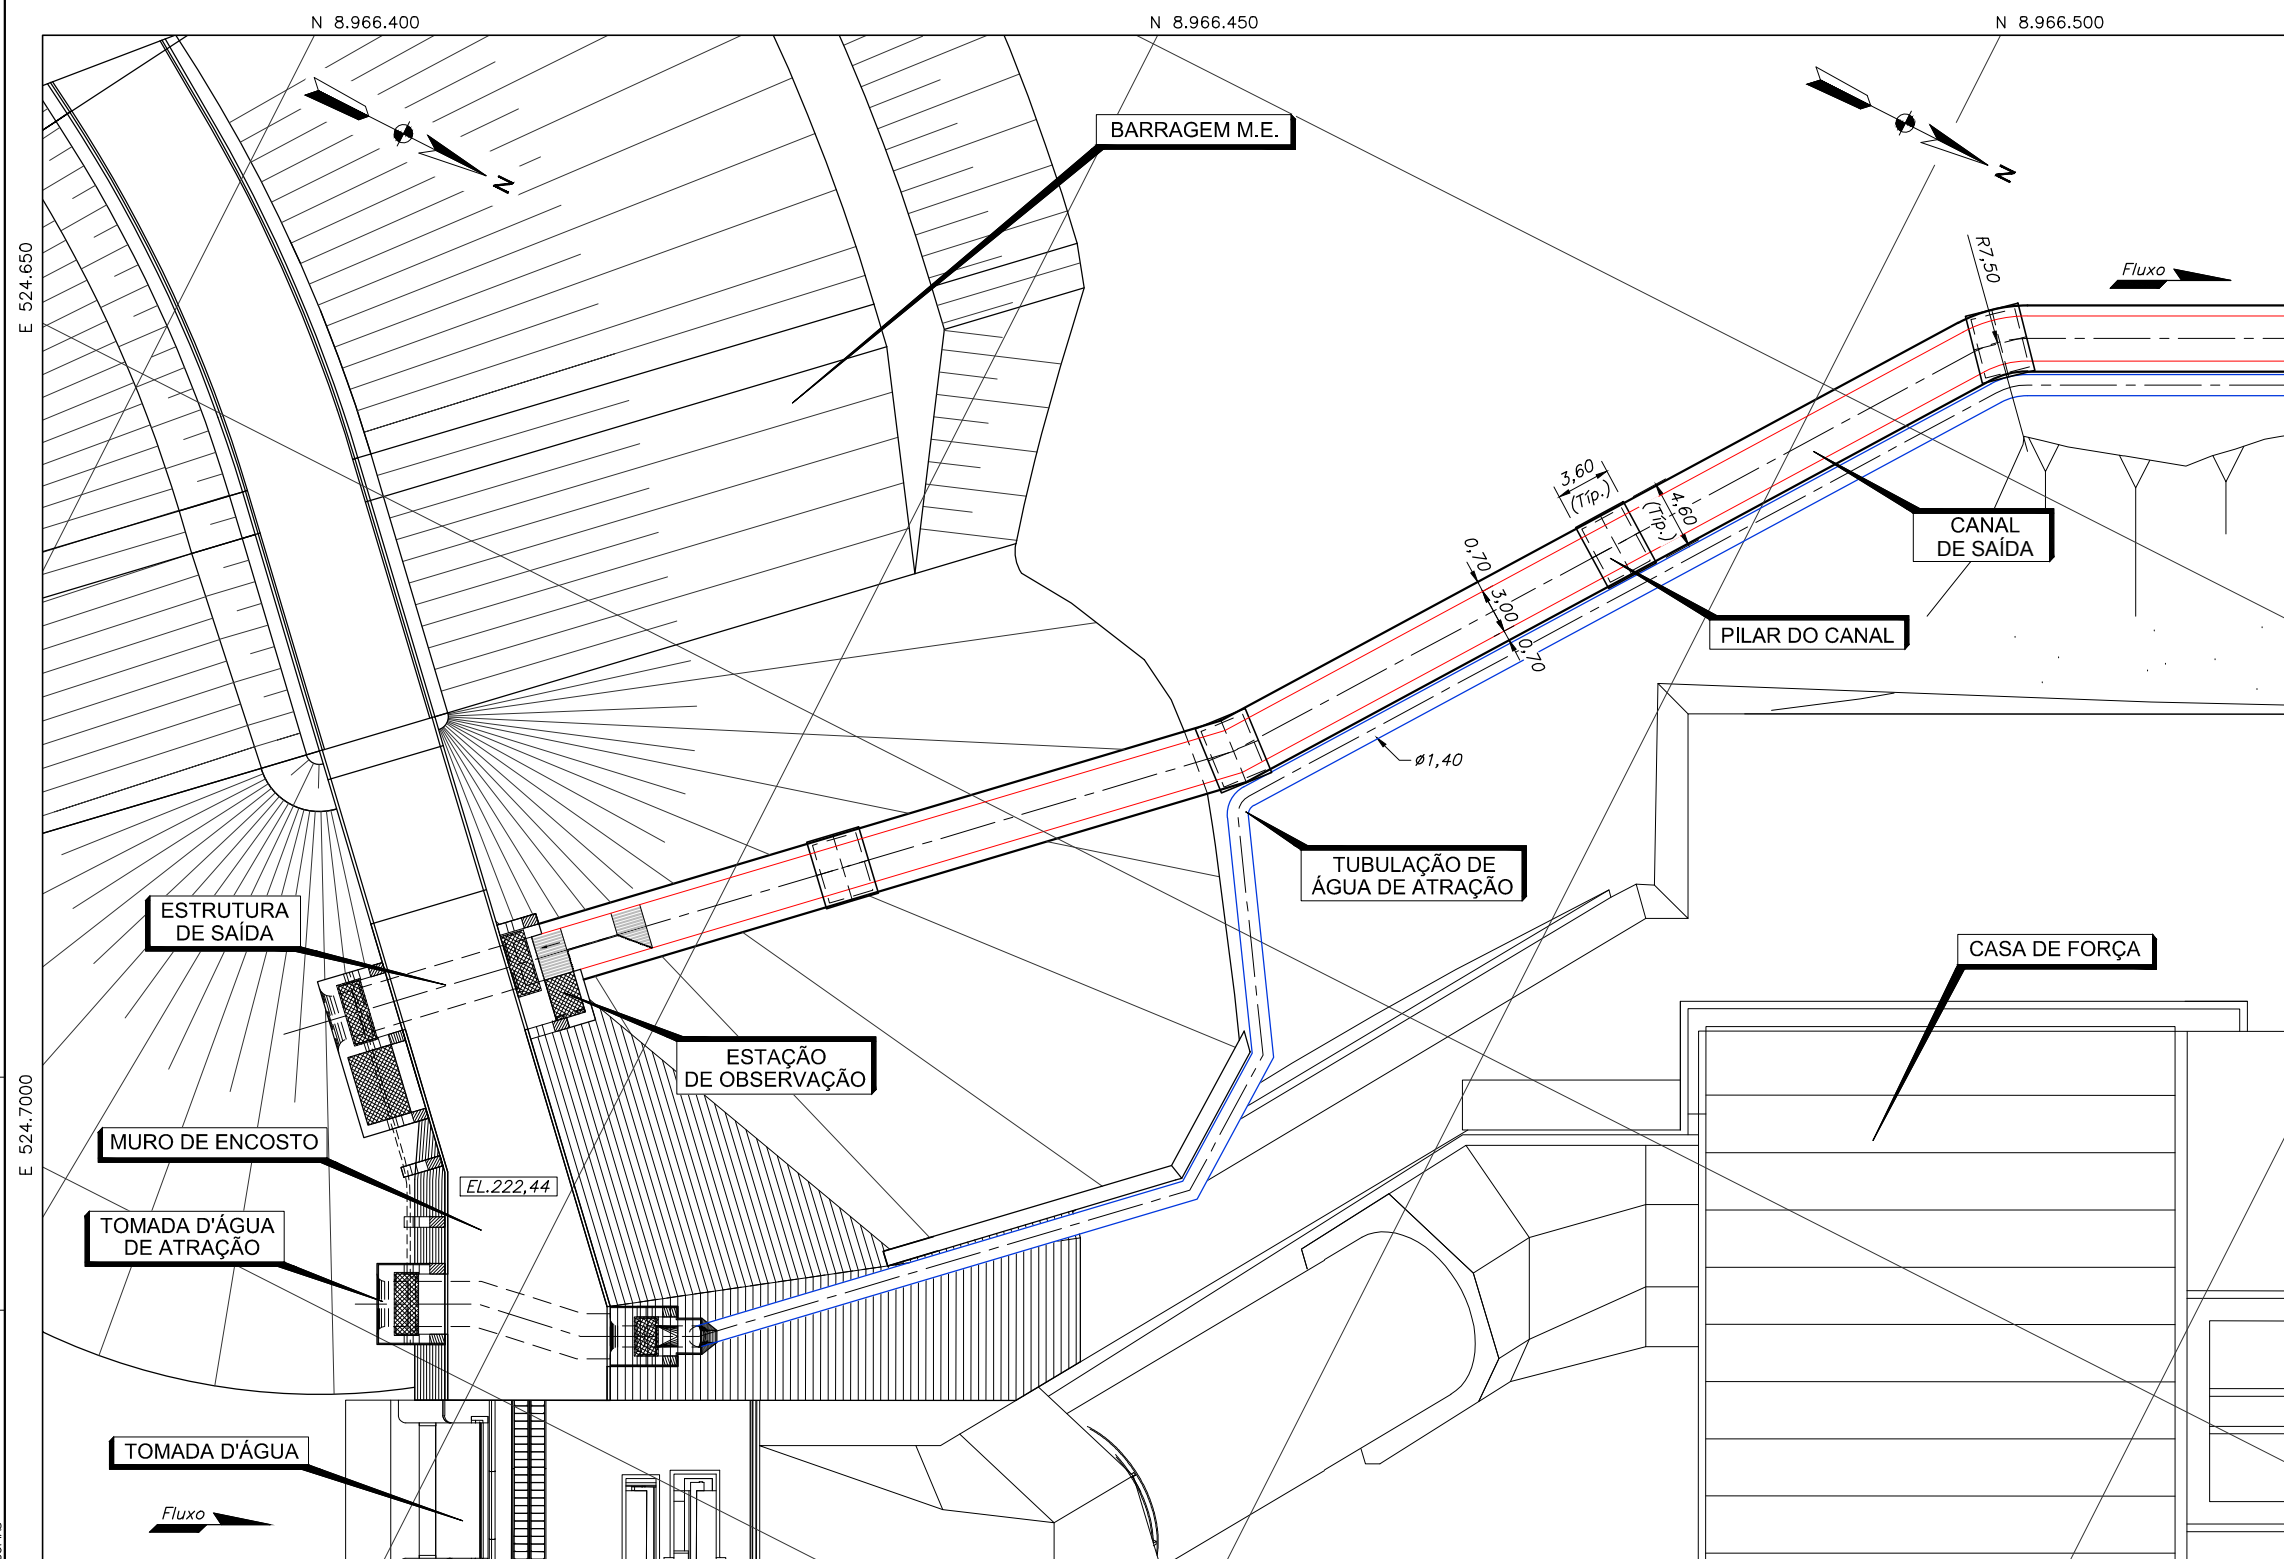 N 8.966.400
N 8.966.450
N 8.966.500
E 524.650
E 524.7000
N
N
BARRAGEM M.E.
R7,50
Fluxo
3,60
(Típ.)
4,60
(Típ.)
0,70
3,00
0,70
CANAL
DE SAÍDA
PILAR DO CANAL
ø1,40
TUBULAÇÃO DE
ÁGUA DE ATRAÇÃO
ESTRUTURA
DE SAÍDA
CASA DE FORÇA
ESTAÇÃO
DE OBSERVAÇÃO
MURO DE ENCOSTO
EL.222,44
TOMADA D'ÁGUA
DE ATRAÇÃO
TOMADA D'ÁGUA
Fluxo